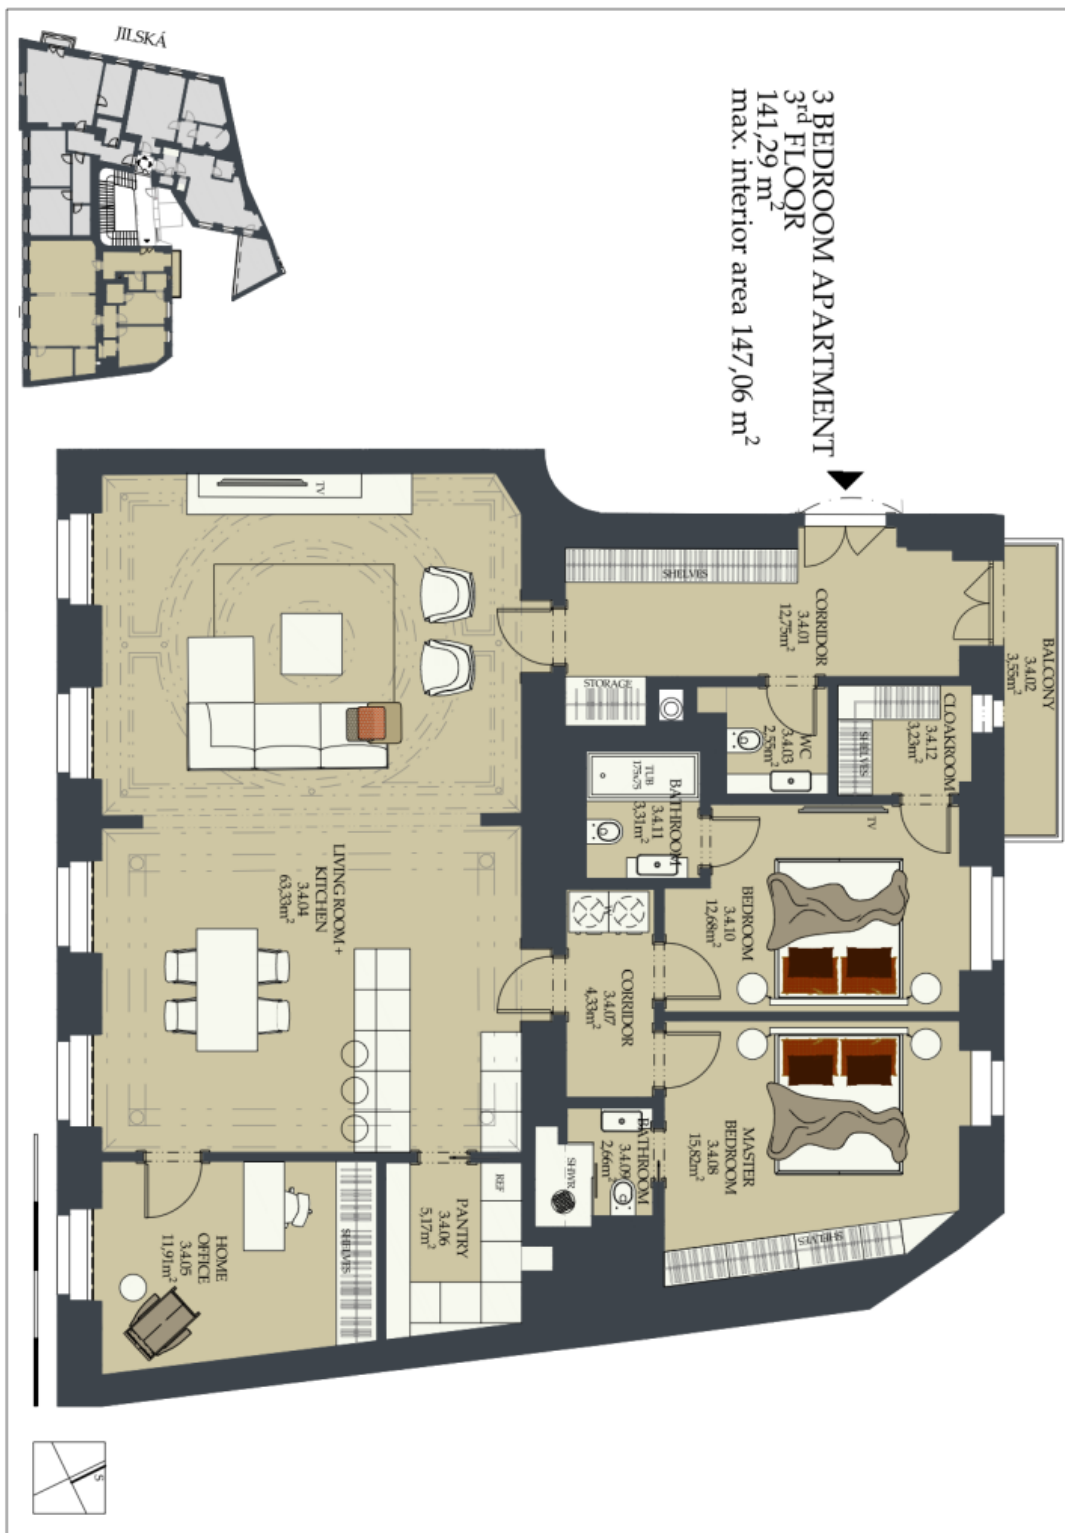 JILSKÁ
3 BEDROOM APARTMENT
3rd FLOOR
141,29 m²
max. interior area 147,06 m²
BALCONY
3.4.02
3,55m²
CORRIDOR
3.4.01
12,75m²
SHELVES
TV
STORAGE
CLOAKROOM
3.4.12
3,23m²
SHELVES
WC
3.4.03
2,55m²
BATHROOM
3.4.11
3,31m²
TUB
175x75
TV
BEDROOM
3.4.10
12,68m²
LIVING ROOM +
KITCHEN
3.4.04
63,33m²
CORRIDOR
3.4.07
4,33m²
MASTER
BEDROOM
3.4.08
15,82m²
SHELVES
BATHROOM
3.4.09
2,66m²
SHWR
REF
PANTRY
3.4.06
5,17m²
SHELVES
HOME
OFFICE
3.4.05
11,91m²
S